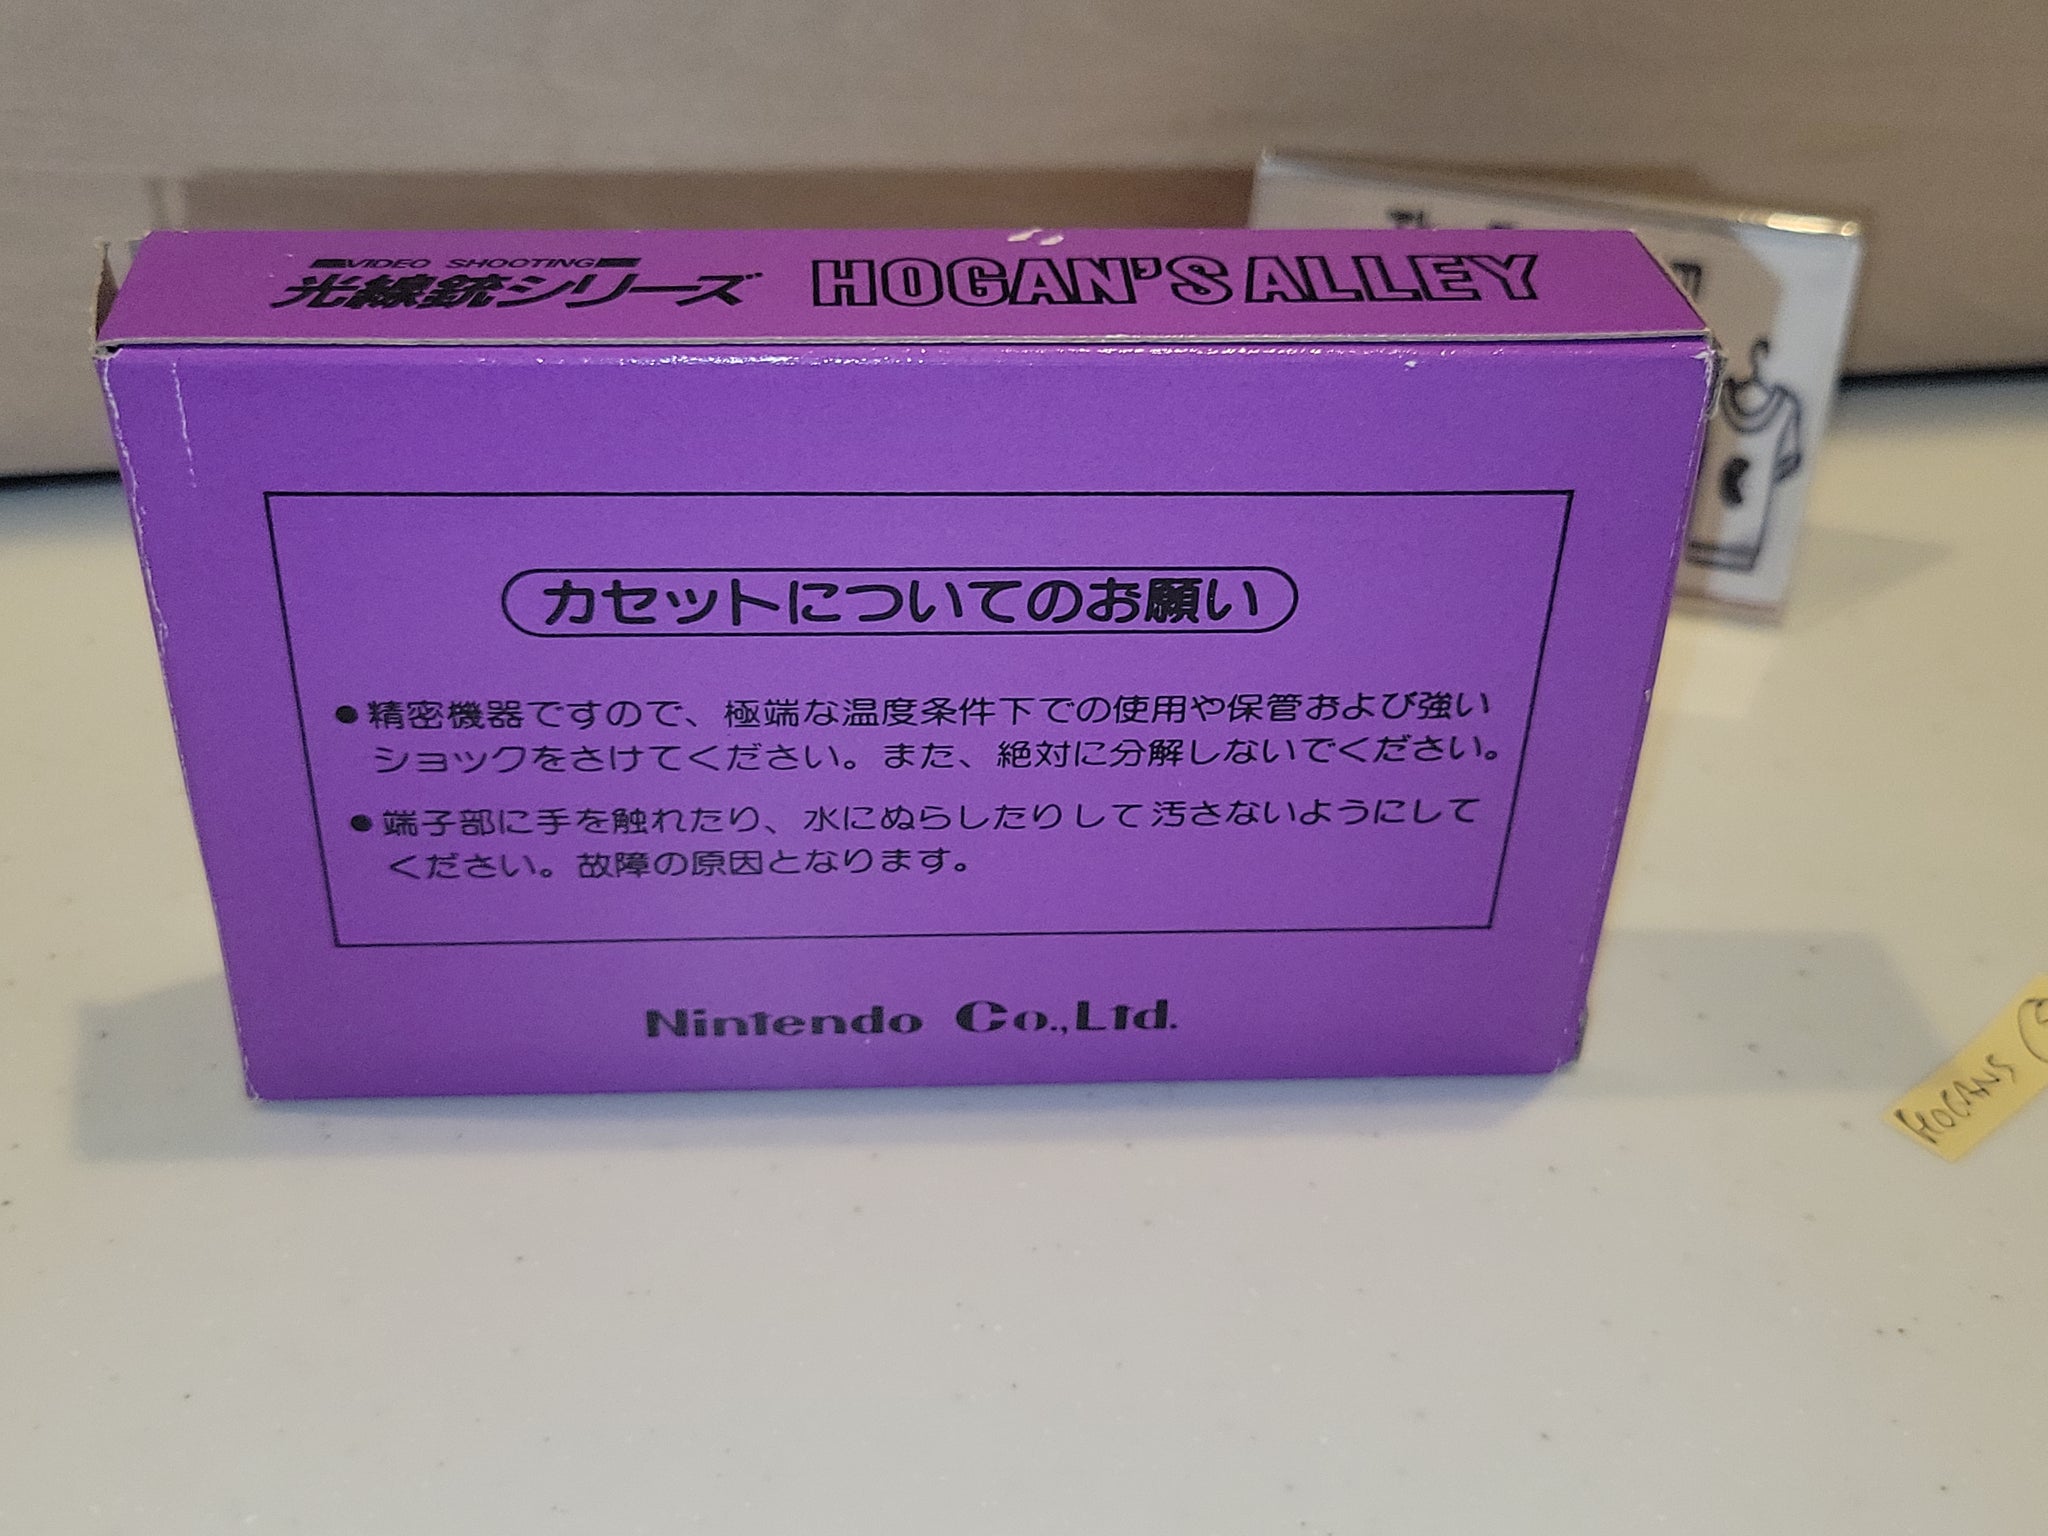 VIDEO SHOOTING
光線銃シリーズ HOGAN'S ALLEY
カセットについてのお願い
●精密機器ですので、極端な温度条件下での使用や保管および強い
ショックをさけてください。また、絶対に分解しないでください。
●端子部に手を触れたり、水にぬらしたりして汚さないようにして
ください。故障の原因となります。
Nintendo Co.,Ltd.
HOGANS